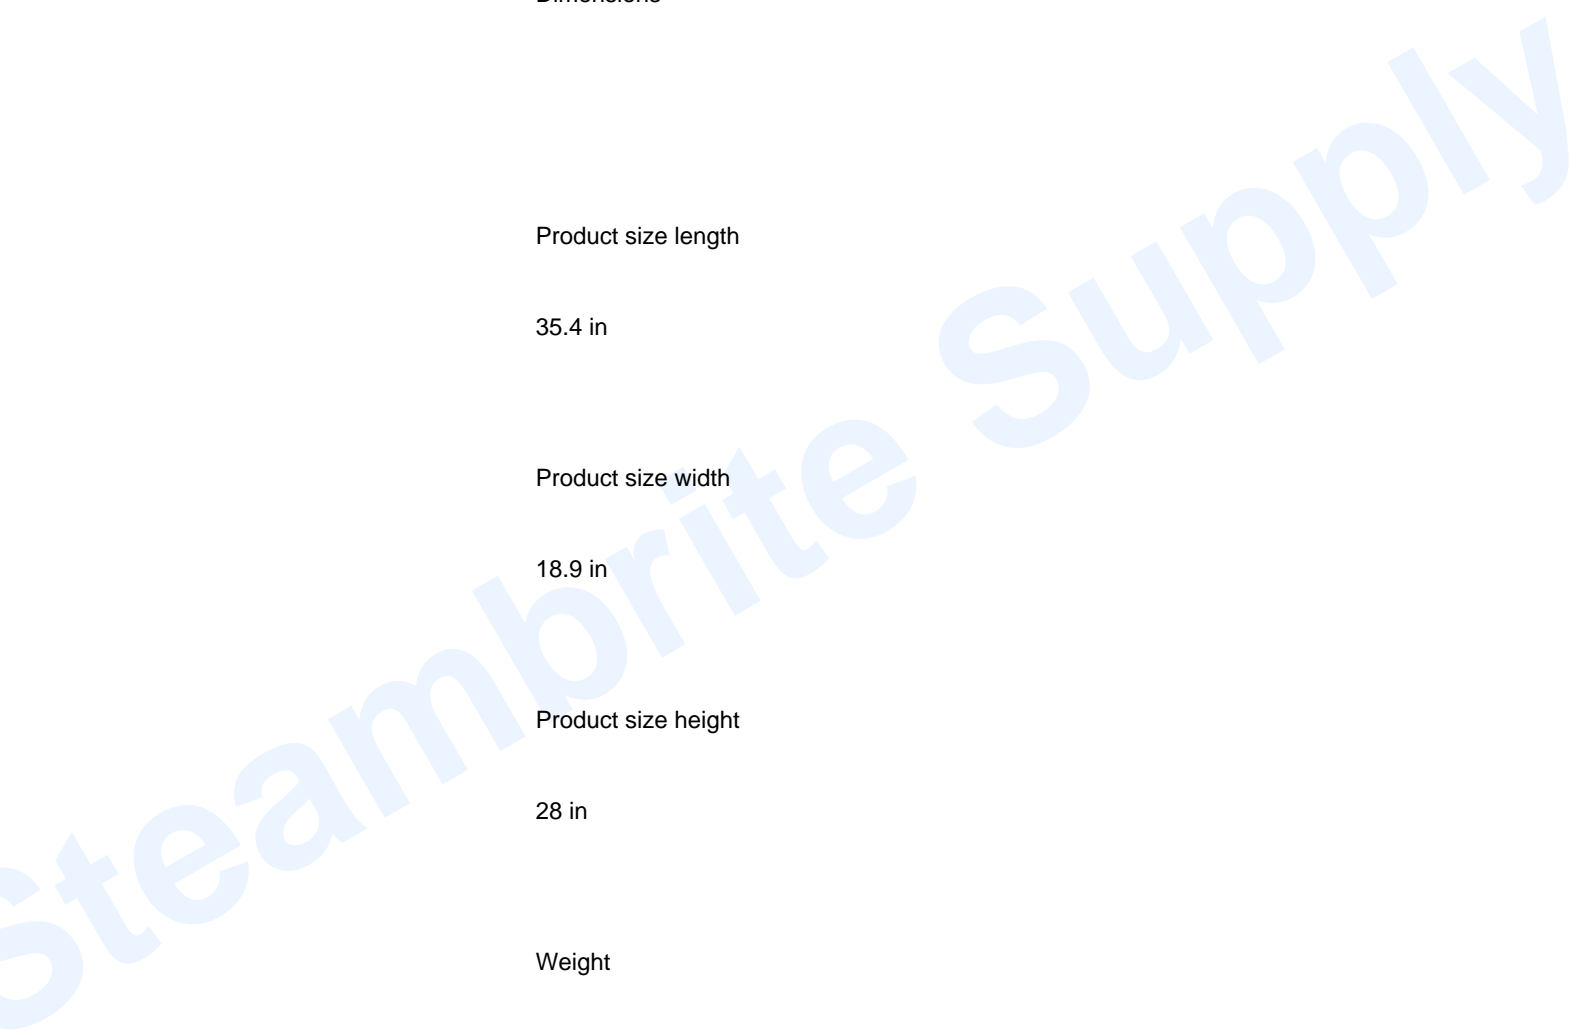 Dimensions
Product size length
35.4 in
Product size width
18.9 in
Product size height
28 in
Weight
Steambrite Supply